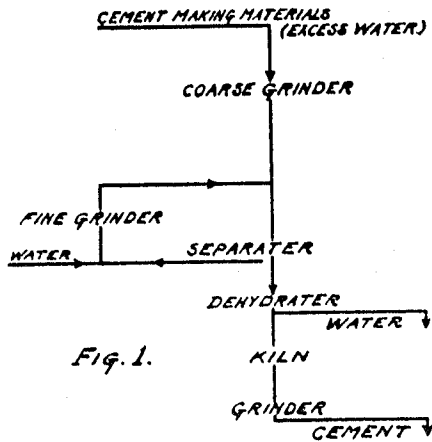 CEMENT MAKING MATERIALS
(EXCESS WATER)
COARSE GRINDER
FINE GRINDER
WATER
SEPARATER
DEHYDRATER
WATER
FIG. 1.
KILN
GRINDER
CEMENT